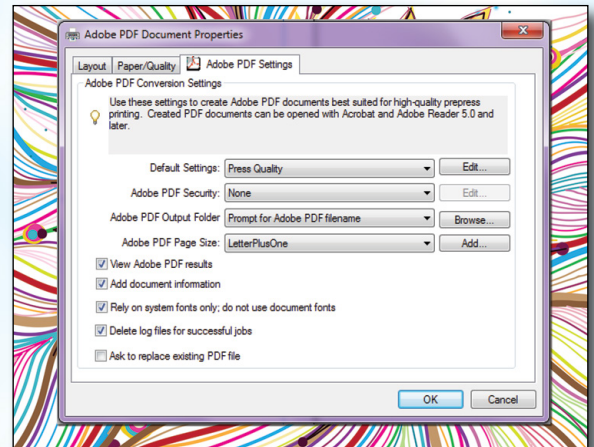 Adobe PDF Document Properties
Layout
Paper/Quality
Adobe PDF Settings
Adobe PDF Conversion Settings
Use these settings to create Adobe PDF documents best suited for high-quality prepress
printing. Created PDF documents can be opened with Acrobat and Adobe Reader 5.0 and
later.
Default Settings: Press Quality Edit...
Adobe PDF Security: None Edit...
Adobe PDF Output Folder Prompt for Adobe PDF filename Browse...
Adobe PDF Page Size: LetterPlusOne Add...
View Adobe PDF results
Add document information
Rely on system fonts only; do not use document fonts
Delete log files for successful jobs
Ask to replace existing PDF file
OK Cancel